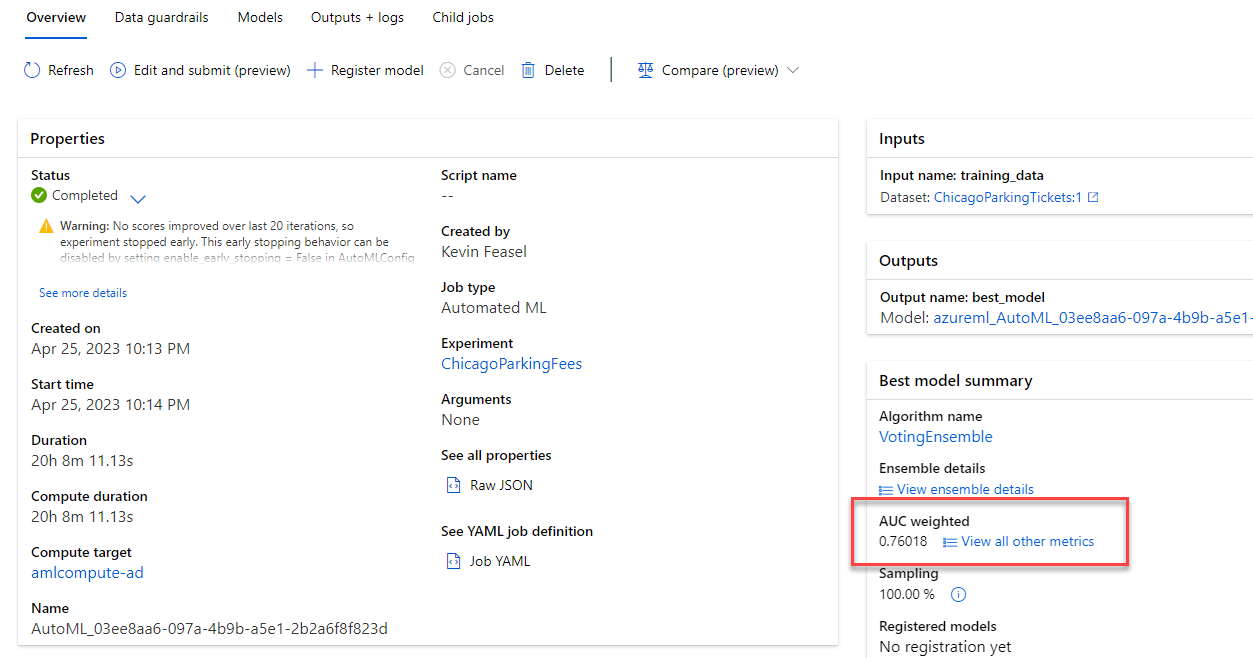 Overview Data guardrails Models Outputs + logs Child jobs
Refresh Edit and submit (preview) Register model Cancel Delete Compare (preview)
Properties
Status
Completed
Warning: No scores improved over last 20 iterations, so
experiment stopped early. This early stopping behavior can be
disabled by setting enable_early_stopping = False in AutoMLConfig
See more details
Created on
Apr 25, 2023 10:13 PM
Start time
Apr 25, 2023 10:14 PM
Duration
20h 8m 11.13s
Compute duration
20h 8m 11.13s
Compute target
amlcompute-ad
Name
AutoML_03ee8aa6-097a-4b9b-a5e1-2b2a6f8f823d
Script name
--
Created by
Kevin Feasel
Job type
Automated ML
Experiment
ChicagoParkingFees
Arguments
None
See all properties
Raw JSON
See YAML job definition
Job YAML
Inputs
Input name: training_data
Dataset: ChicagoParkingTickets:1
Outputs
Output name: best_model
Model: azureml_AutoML_03ee8aa6-097a-4b9b-a5e1-
Best model summary
Algorithm name
VotingEnsemble
Ensemble details
View ensemble details
AUC weighted
0.76018 View all other metrics
Sampling
100.00 %
Registered models
No registration yet